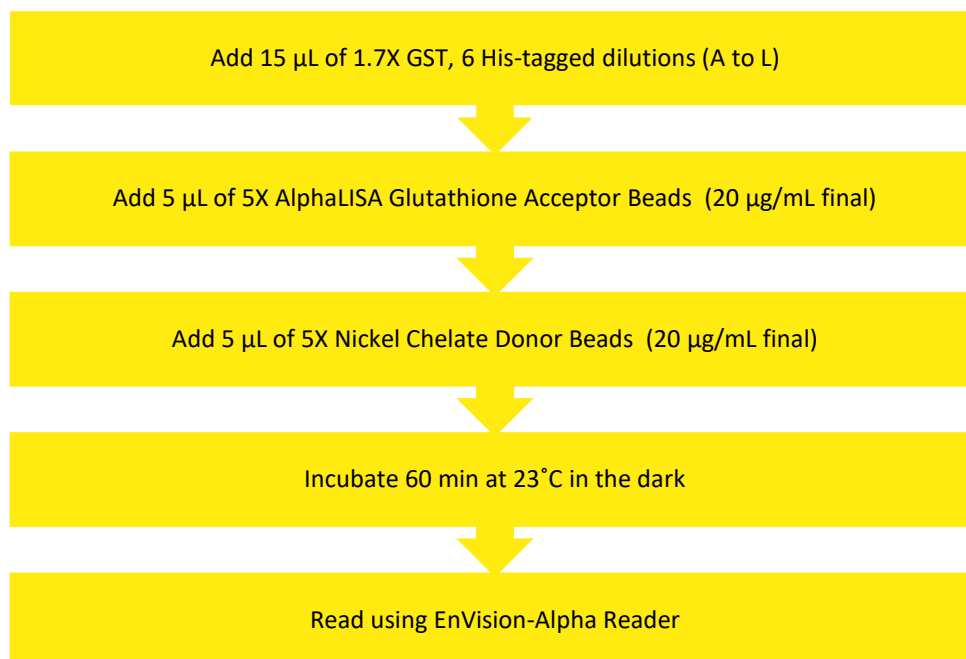 Add 15 µL of 1.7X GST, 6 His-tagged dilutions (A to L)
Add 5 µL of 5X AlphaLISA Glutathione Acceptor Beads  (20 µg/mL final)
Add 5 µL of 5X Nickel Chelate Donor Beads  (20 µg/mL final)
Incubate 60 min at 23˚C in the dark
Read using EnVision-Alpha Reader